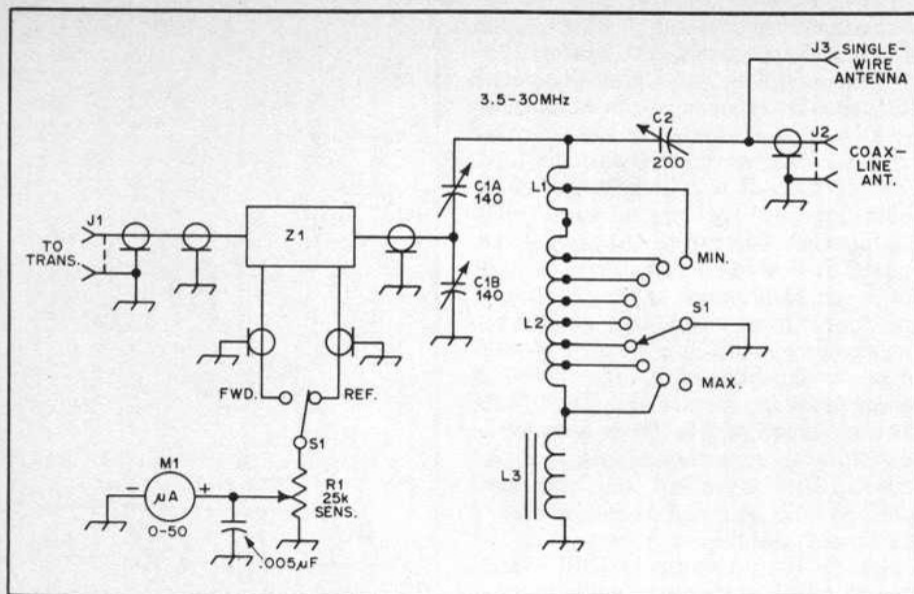 J3
SINGLE-
WIRE
ANTENNA
3.5-30MHz
C2
200
J2
COAX-
LINE
ANT.
J1
TO
TRANS.
Z1
C1A
140
C1B
140
L1
MIN.
L2
S1
MAX.
FWD.
REF.
S1
L3
M1
- +
μA
0-50
R1
25k
SENS.
.005μF